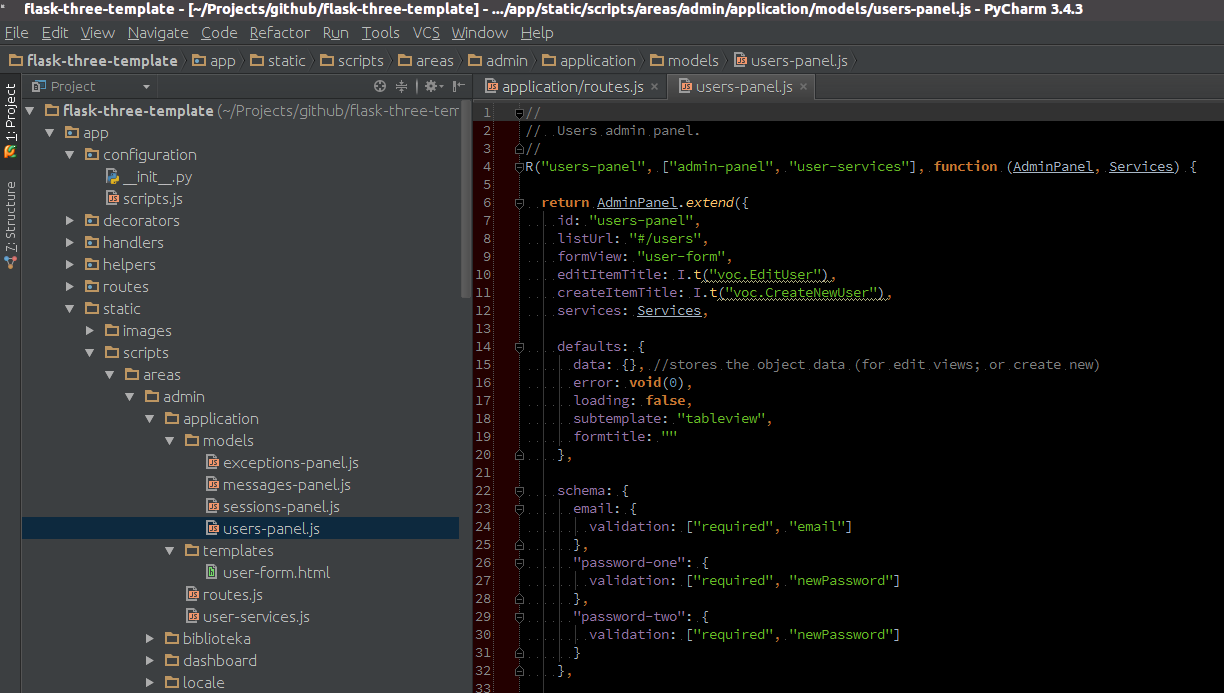 flask-three-template - [~/Projects/github/flask-three-template] - .../app/static/scripts/areas/admin/application/models/users-panel.js - PyCharm 3.4.3
File Edit View Navigate Code Refactor Run Tools VCS Window Help
flask-three-template app static scripts areas admin application models users-panel.js
Project
application/routes.js
users-panel.js
1: Project
7: Structure
flask-three-template (~/Projects/github/flask-three-tem
app
configuration
__init__.py
scripts.js
decorators
handlers
helpers
routes
static
images
scripts
areas
admin
application
models
exceptions-panel.js
messages-panel.js
sessions-panel.js
users-panel.js
templates
user-form.html
routes.js
user-services.js
biblioteka
dashboard
locale
1 //
2 //  Users admin panel.
3 //
4 R("users-panel", ["admin-panel", "user-services"], function (AdminPanel, Services) {
5
6   return AdminPanel.extend({
7     id: "users-panel",
8     listUrl: "#/users",
9     formView: "user-form",
10     editItemTitle: I.t("voc.EditUser"),
11     createItemTitle: I.t("voc.CreateNewUser"),
12     services: Services,
13
14     defaults: {
15       data: {}, //stores the object data (for edit views; or create new)
16       error: void(0),
17       loading: false,
18       subtemplate: "tableview",
19       formtitle: ""
20     },
21
22     schema: {
23       email: {
24         validation: ["required", "email"]
25       },
26       "password-one": {
27         validation: ["required", "newPassword"]
28       },
29       "password-two": {
30         validation: ["required", "newPassword"]
31       }
32     },
33